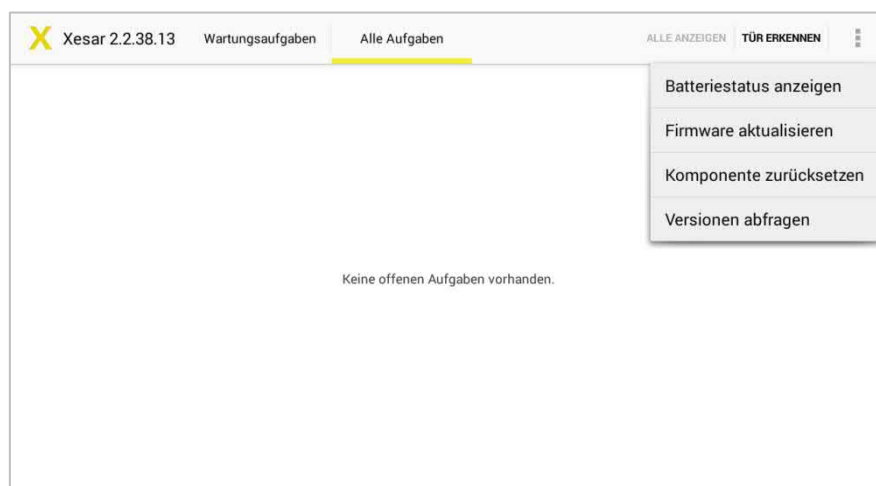 X Xesar 2.2.38.13 Wartungsaufgaben Alle Aufgaben ALLE ANZEIGEN TÜR ERKENNEN
Batteriestatus anzeigen
Firmware aktualisieren
Komponente zurücksetzen
Versionen abfragen
Keine offenen Aufgaben vorhanden.